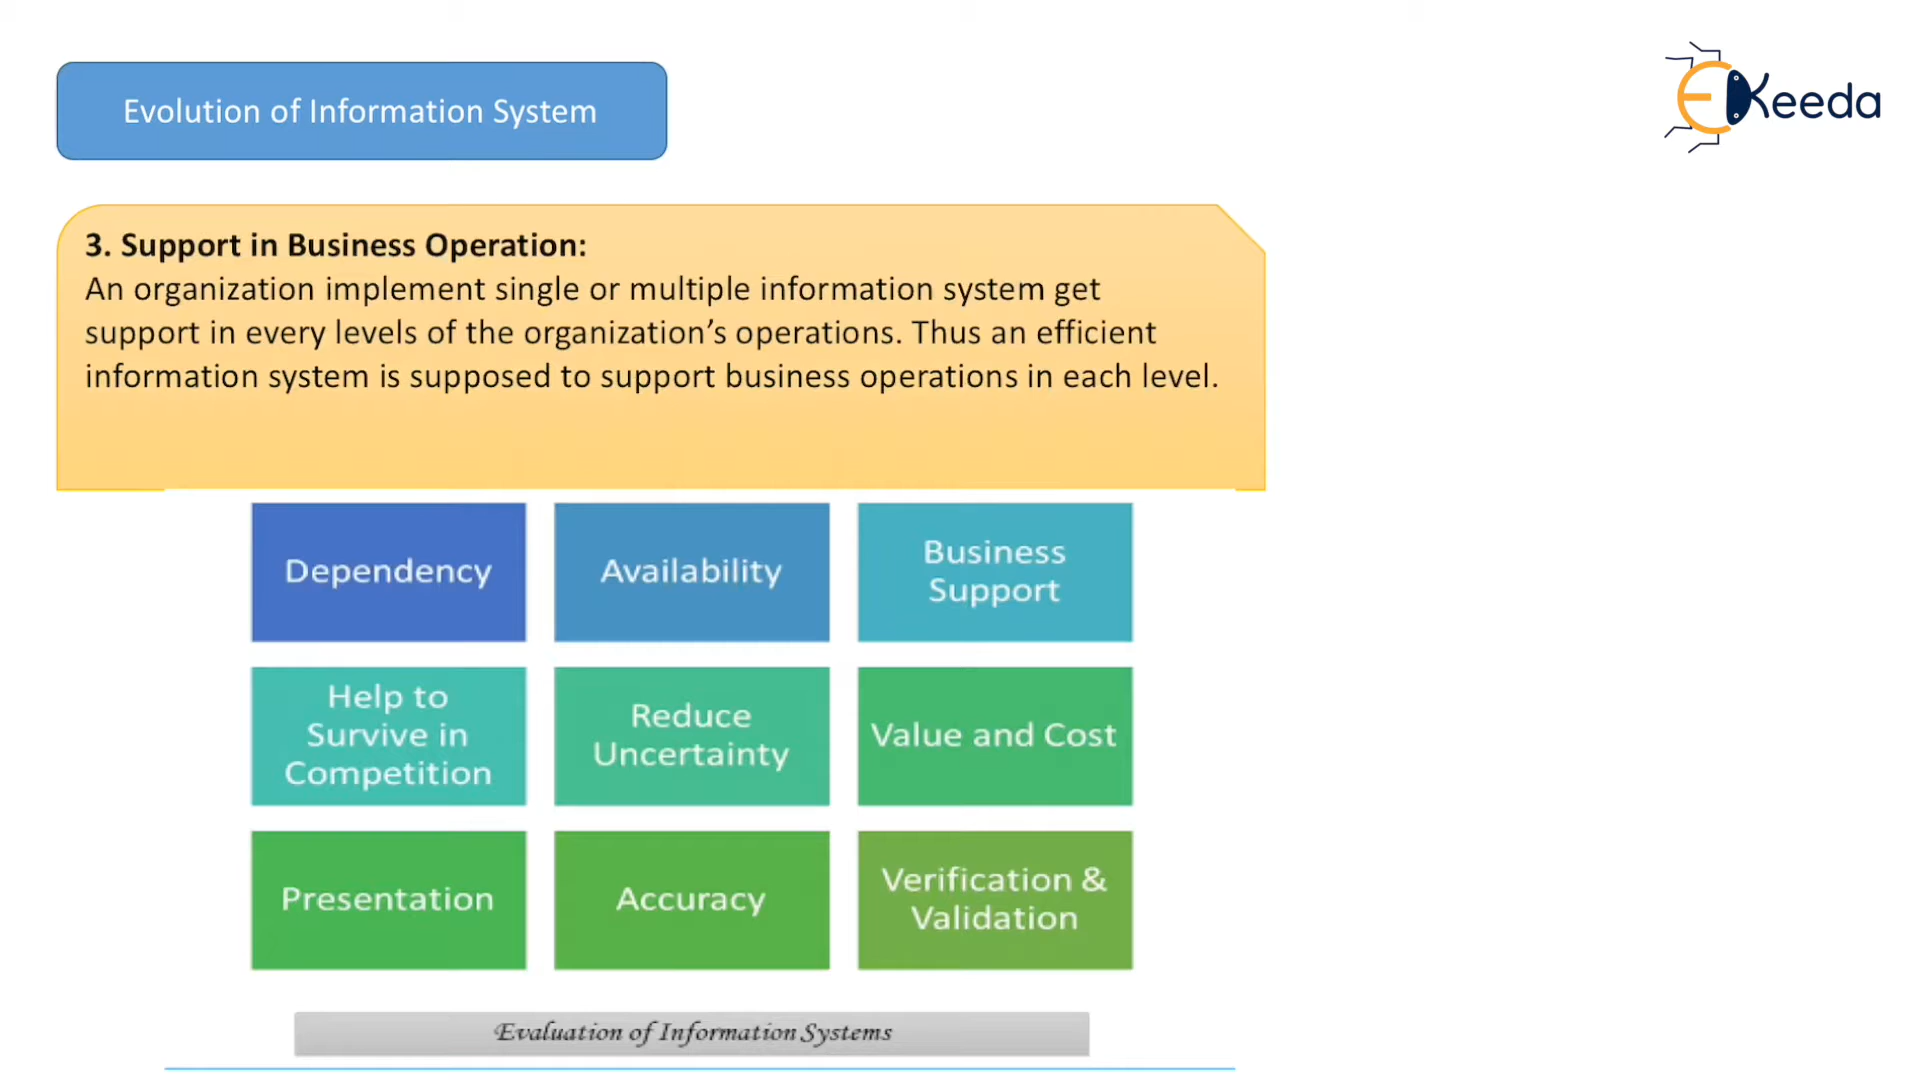 Evolution of Information System
EKeeda
3. Support in Business Operation:
An organization implement single or multiple information system get
support in every levels of the organization’s operations. Thus an efficient
information system is supposed to support business operations in each level.
Dependency
Availability
Business
Support
Help to
Survive in
Competition
Reduce
Uncertainty
Value and Cost
Presentation
Accuracy
Verification &
Validation
Evaluation of Information Systems